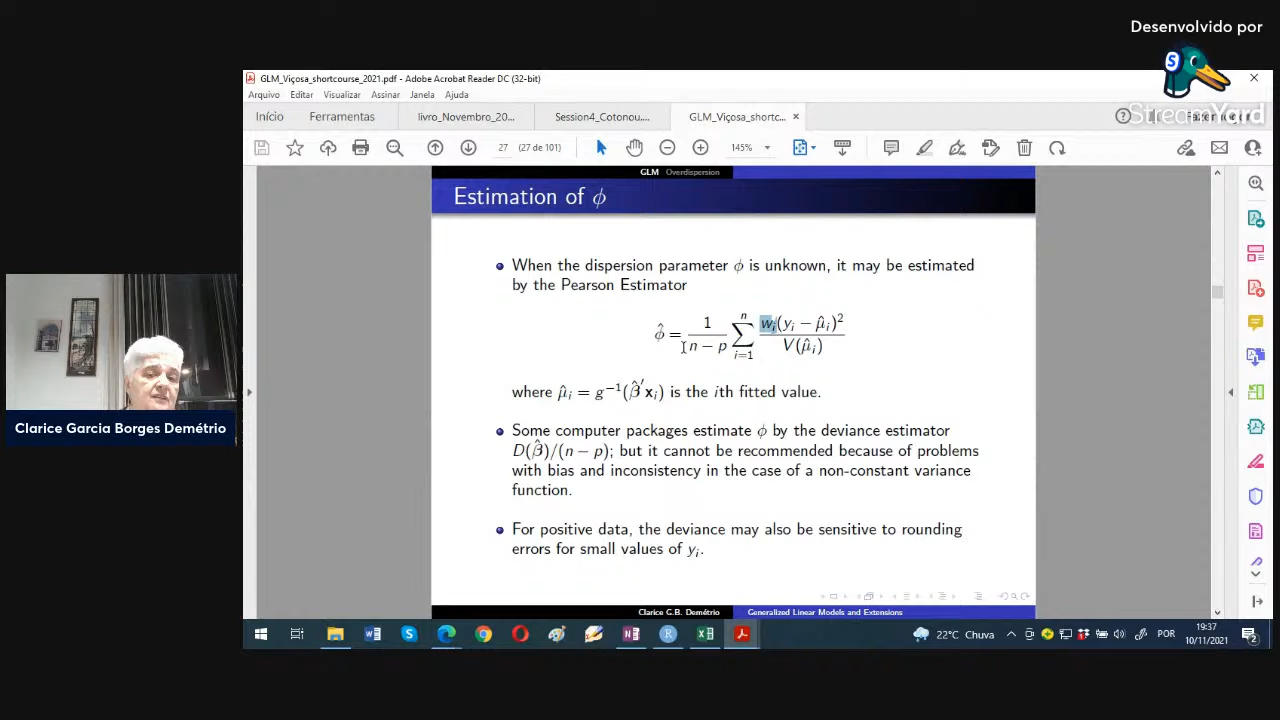 Desenvolvido por
StreamYard
GLM_Viçosa_shortcourse_2021.pdf - Adobe Acrobat Reader DC (32-bit)
Arquivo Editar Visualizar Assinar Janela Ajuda
Início Ferramentas livro_Novembro_20... Session4_Cotonou.... GLM_Viçosa_shortc... ×
27 (27 de 101) 145%
GLM Overdispersion
Estimation of ϕ
When the dispersion parameter ϕ is unknown, it may be estimated
by the Pearson Estimator
ϕ̂ = 1/(n − p) ∑_{i=1}^{n} w_i(y_i − μ̂_i)²/V(μ̂_i)
where μ̂_i = g⁻¹(β̂′x_i) is the ith fitted value.
Some computer packages estimate ϕ by the deviance estimator
D(β̂)/(n − p); but it cannot be recommended because of problems
with bias and inconsistency in the case of a non-constant variance
function.
For positive data, the deviance may also be sensitive to rounding
errors for small values of y_i.
Clarice G.B. Demétrio Generalized Linear Models and Extensions
Clarice Garcia Borges Demétrio
22°C Chuva POR 19:37
10/11/2021
2